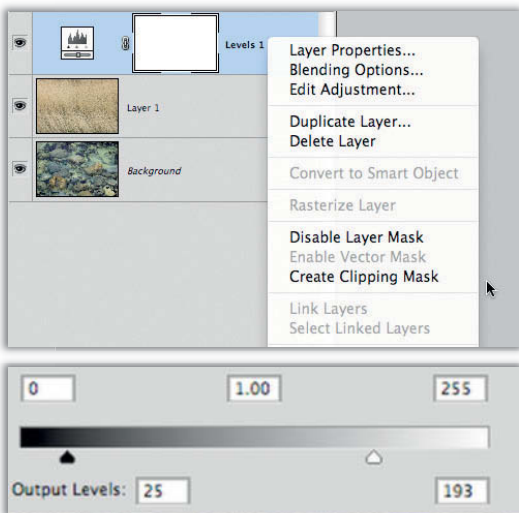 Levels 1
Layer 1
Background
Layer Properties...
Blending Options...
Edit Adjustment...
Duplicate Layer...
Delete Layer
Convert to Smart Object
Rasterize Layer
Disable Layer Mask
Enable Vector Mask
Create Clipping Mask
Link Layers
Select Linked Layers
0 1.00 255
Output Levels: 25 193